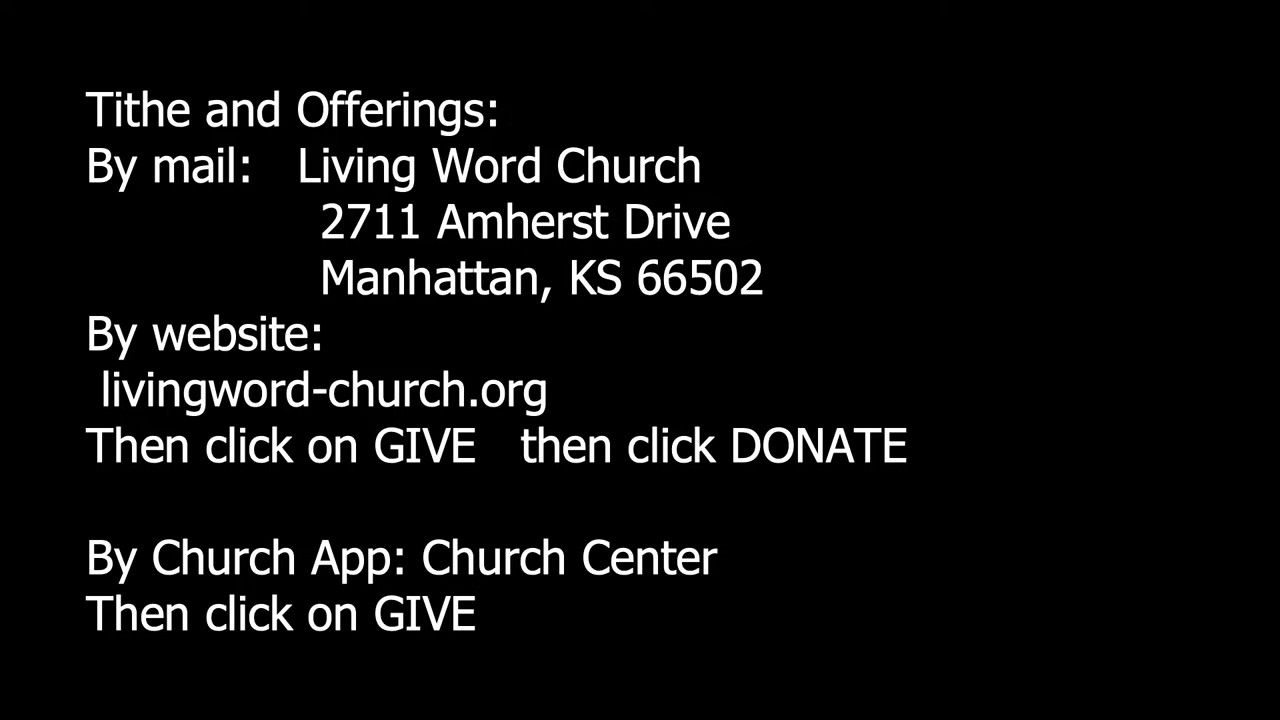 Tithe and Offerings:
By mail:   Living Word Church
2711 Amherst Drive
Manhattan, KS 66502
By website:
livingword-church.org
Then click on GIVE   then click DONATE
By Church App: Church Center
Then click on GIVE